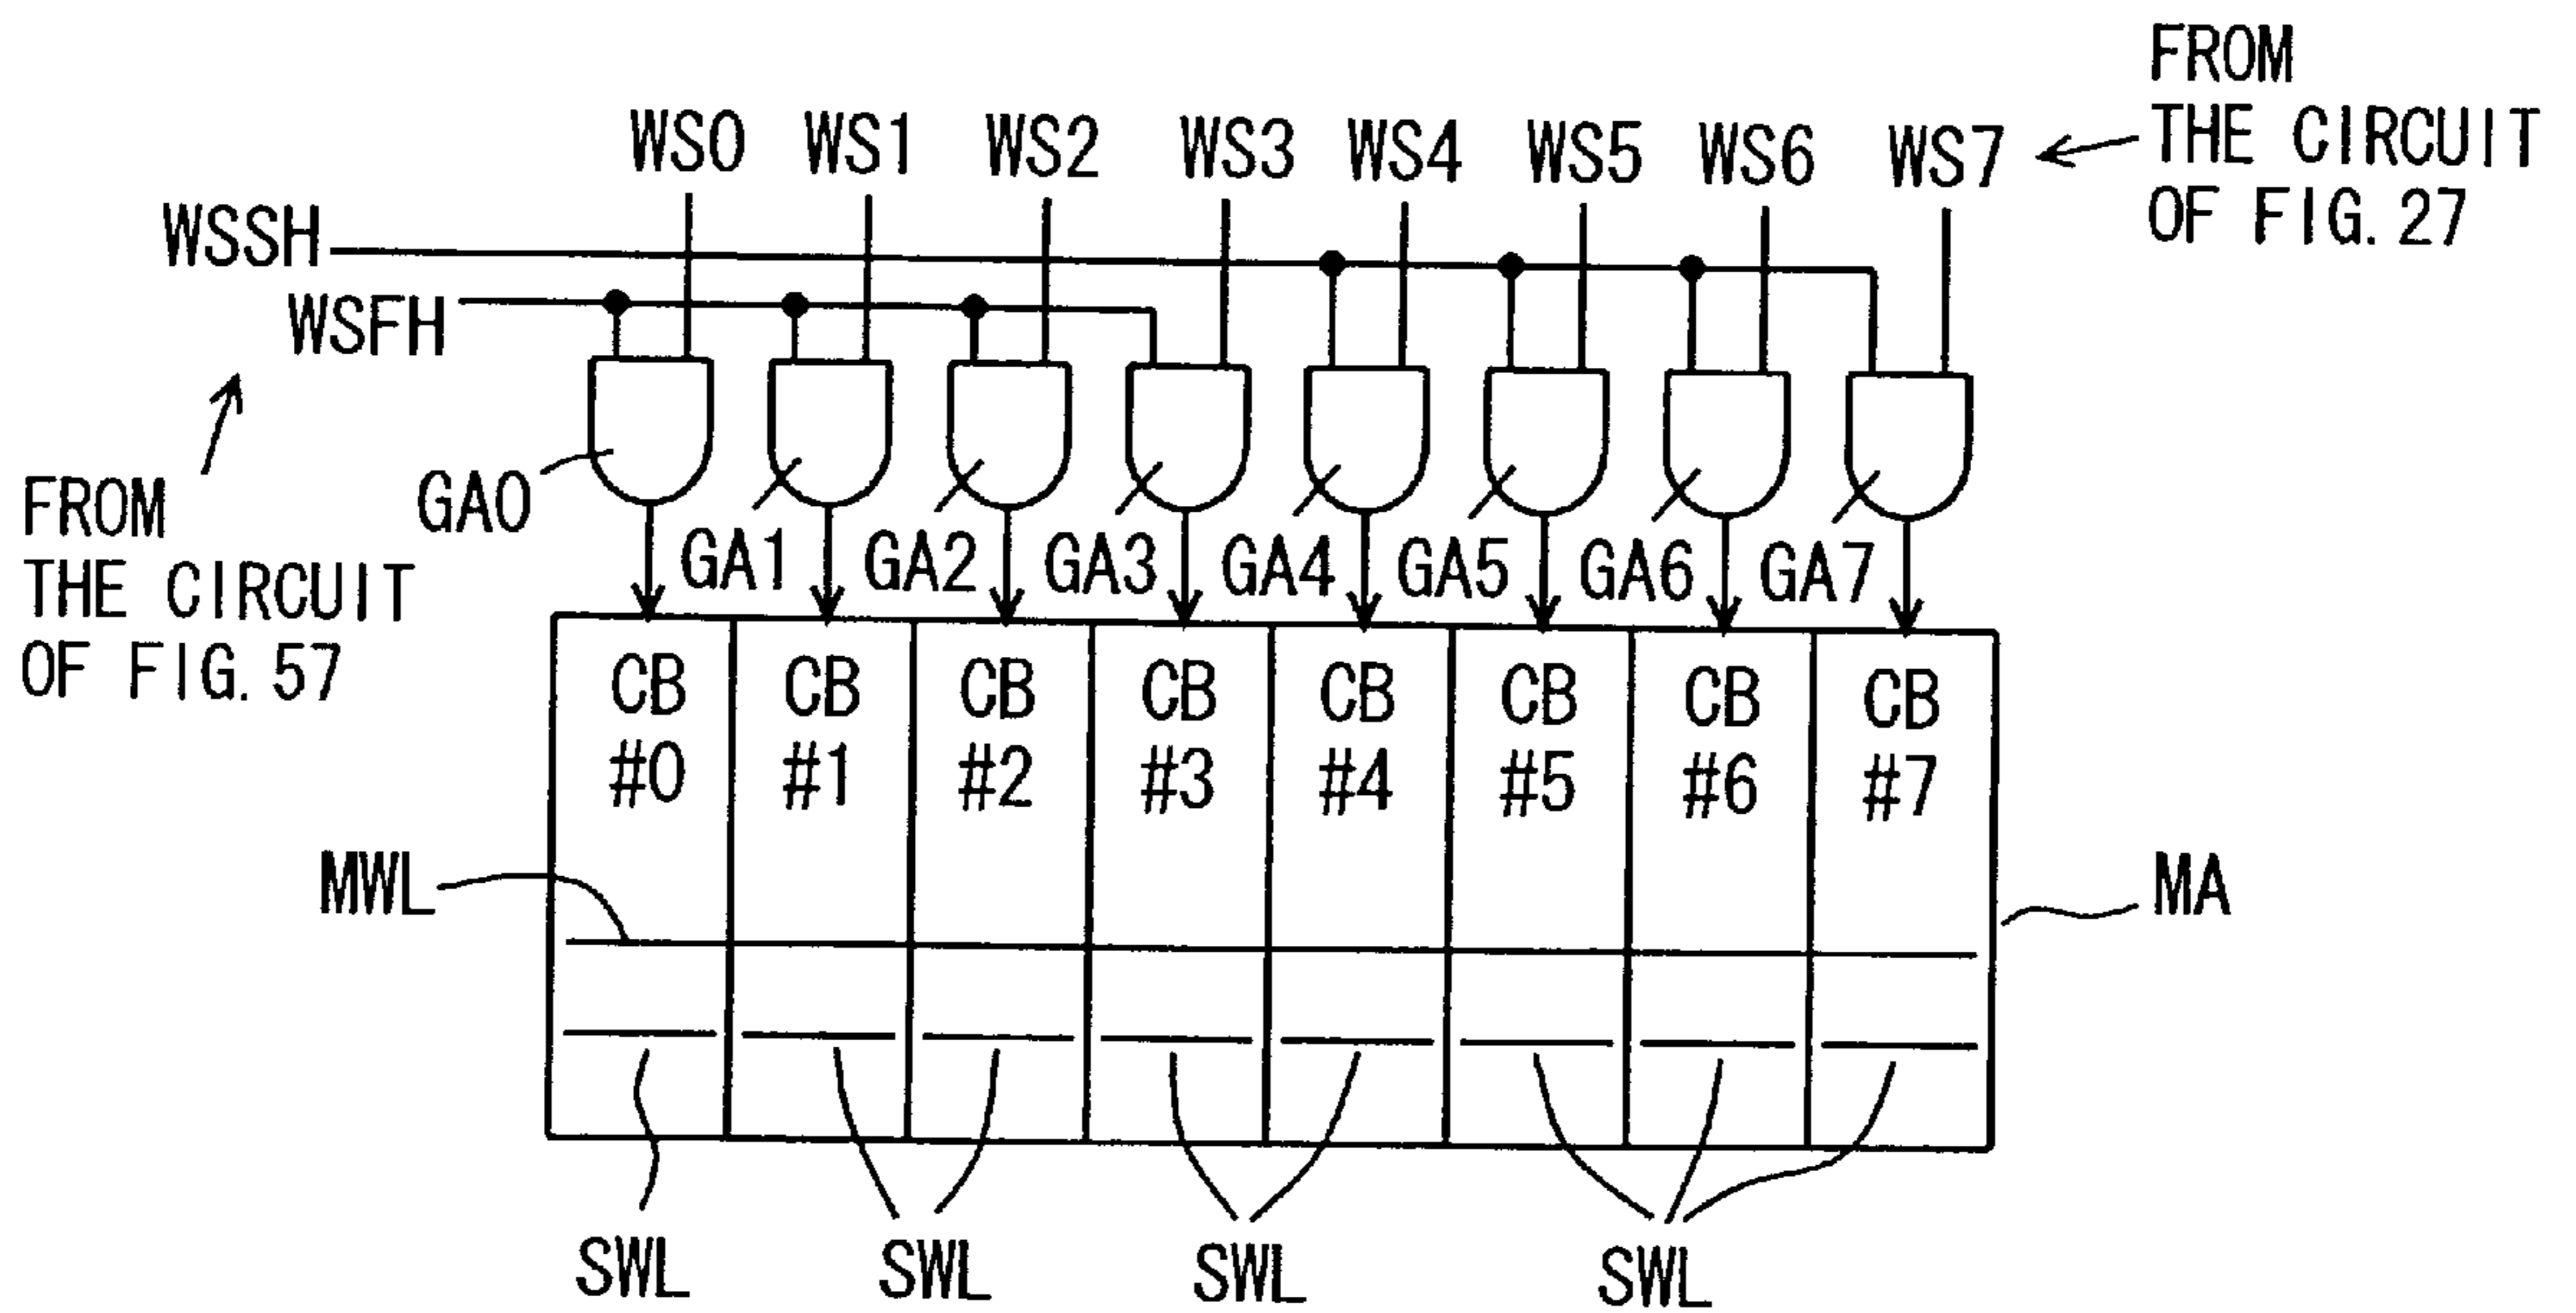 FROM
THE CIRCUIT
OF FIG.27
WS0 WS1 WS2 WS3 WS4 WS5 WS6 WS7
WSSH
WSFH
FROM
THE CIRCUIT
OF FIG.57
GA0 GA1 GA2 GA3 GA4 GA5 GA6 GA7
CB CB CB CB CB CB CB CB
#0 #1 #2 #3 #4 #5 #6 #7
MWL
MA
SWL SWL SWL SWL